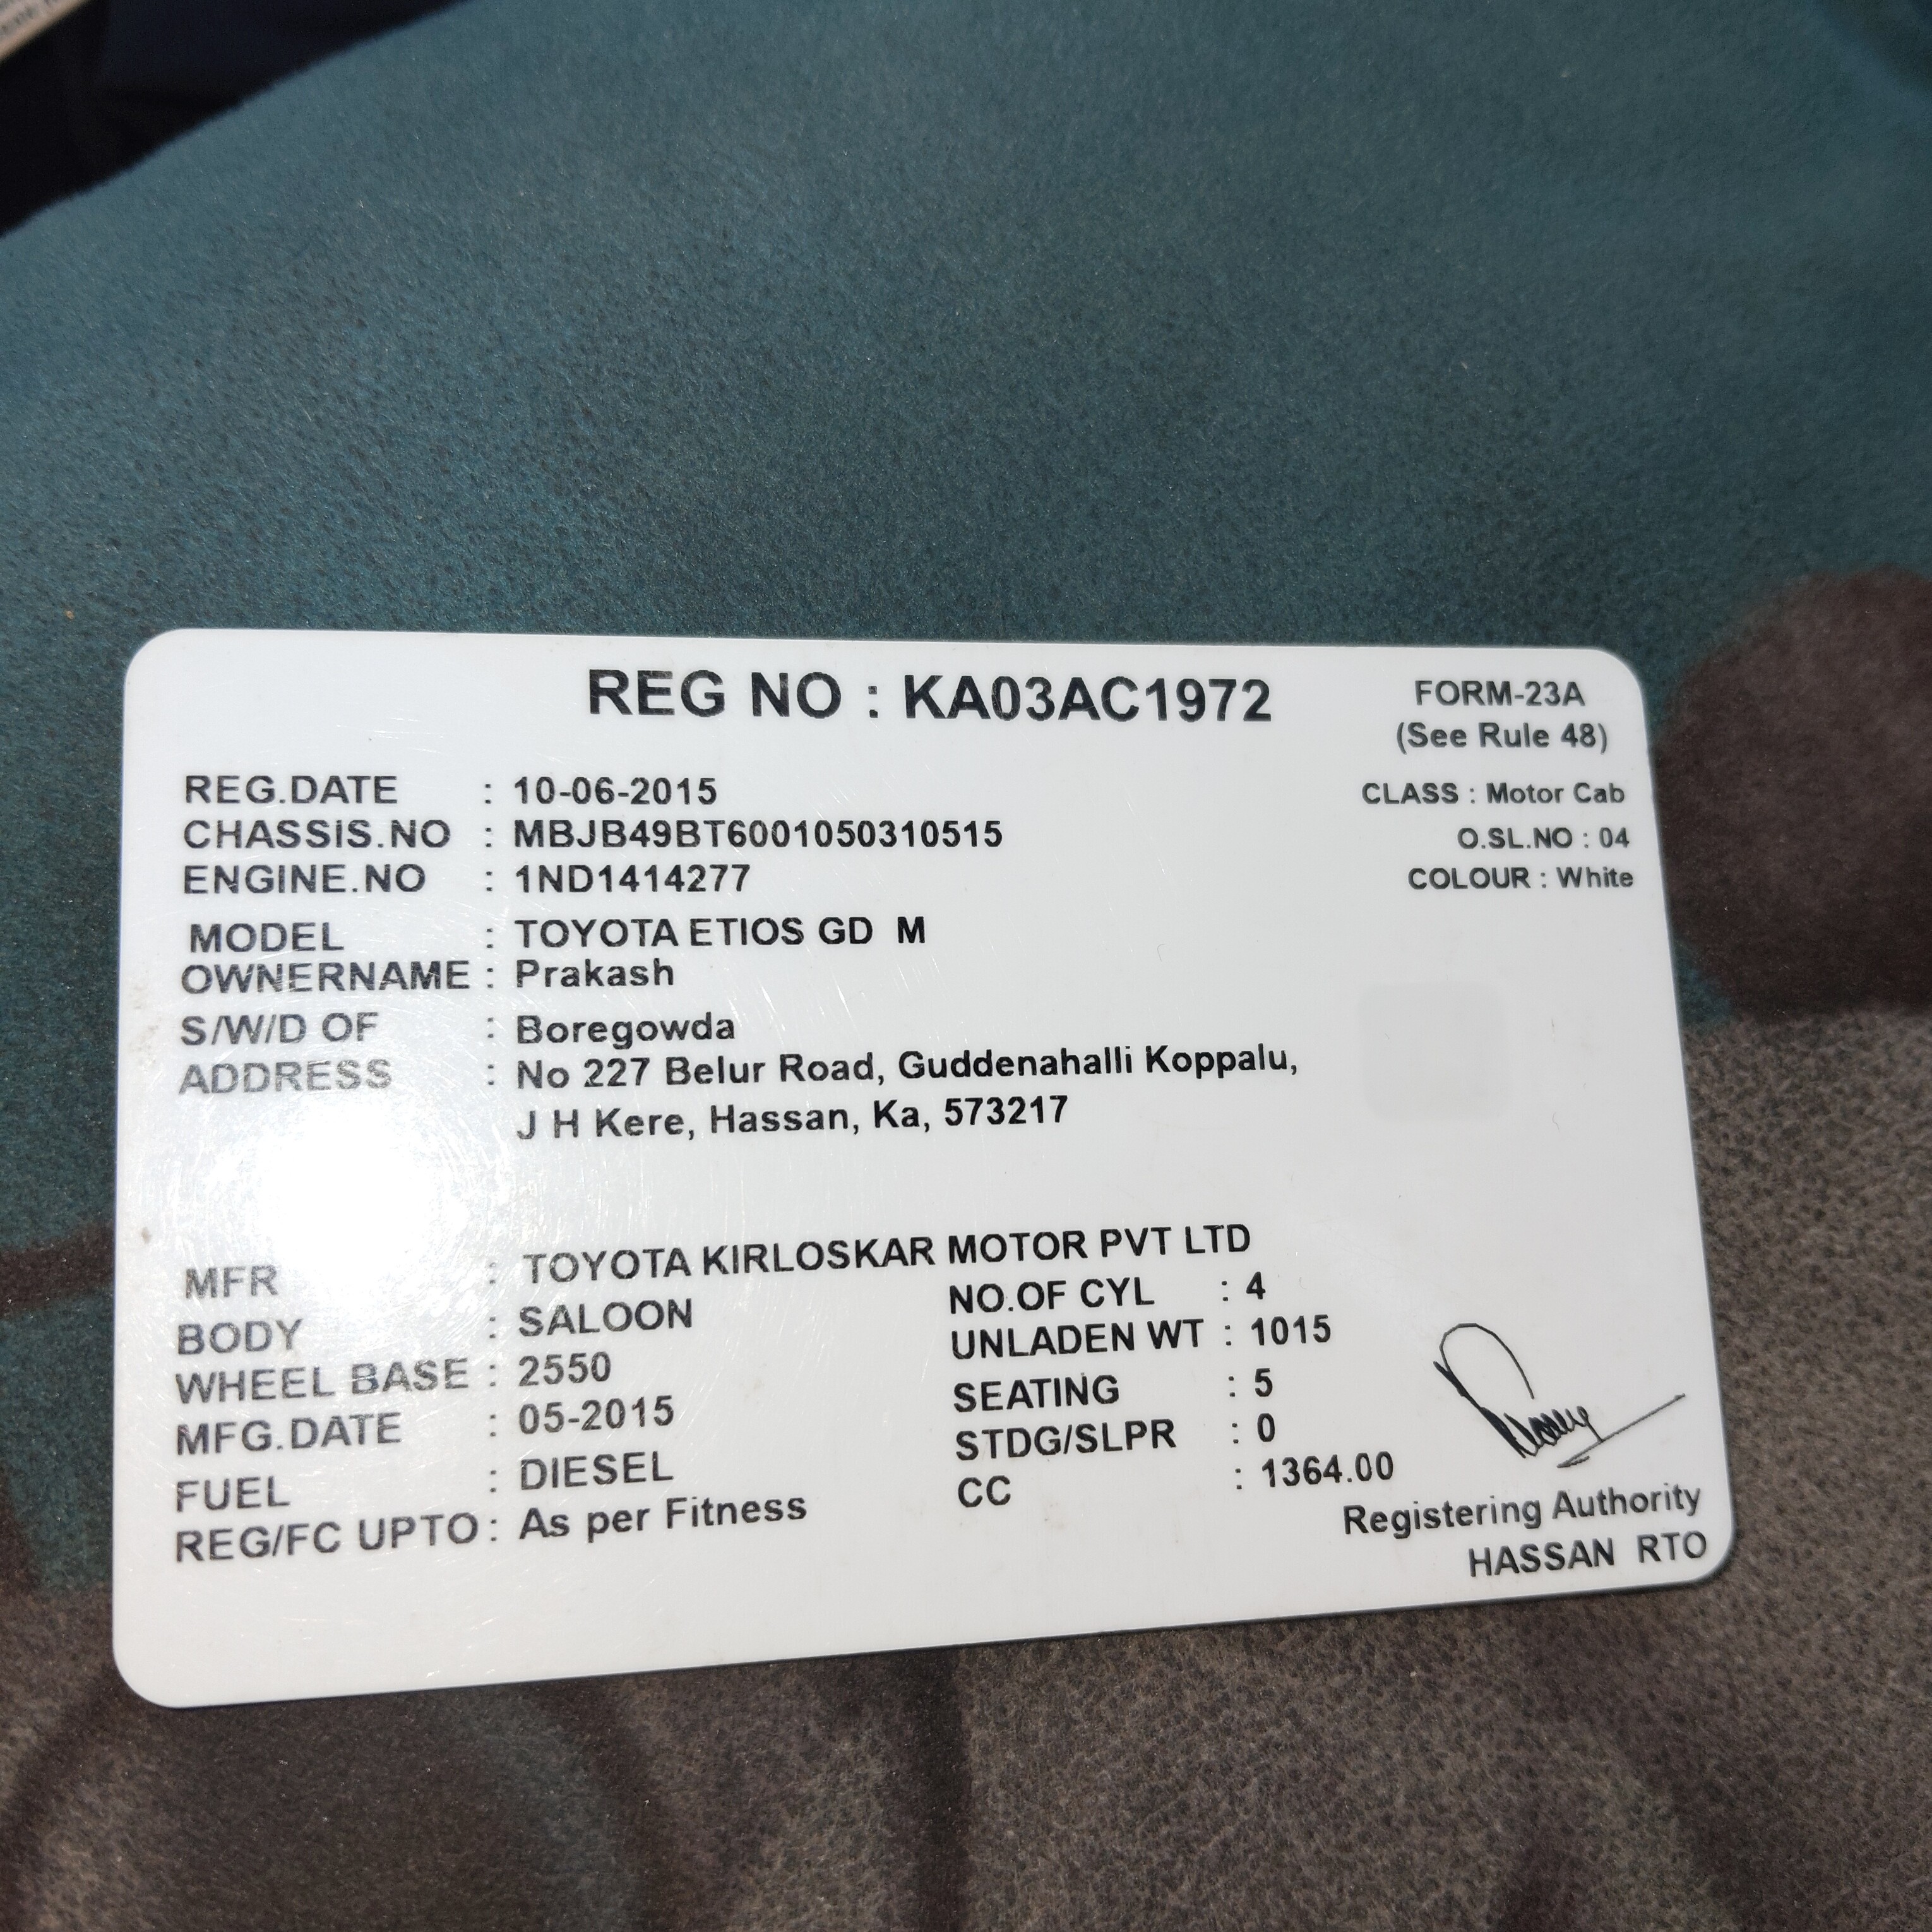 REG NO : KA03AC1972
FORM-23A
(See Rule 48)
REG.DATE : 10-06-2015
CLASS : Motor Cab
CHASSIS.NO : MBJB49BT6001050310515
O.SL.NO : 04
ENGINE.NO : 1ND1414277
COLOUR : White
MODEL : TOYOTA ETIOS GD M
OWNERNAME : Prakash
S/W/D OF : Boregowda
ADDRESS : No 227 Belur Road, Guddenahalli Koppalu,
J H Kere, Hassan, Ka, 573217
MFR : TOYOTA KIRLOSKAR MOTOR PVT LTD
BODY : SALOON
NO.OF CYL : 4
WHEEL BASE : 2550
UNLADEN WT : 1015
MFG.DATE : 05-2015
SEATING : 5
FUEL : DIESEL
STDG/SLPR : 0
REG/FC UPTO : As per Fitness
CC : 1364.00
Registering Authority
HASSAN RTO